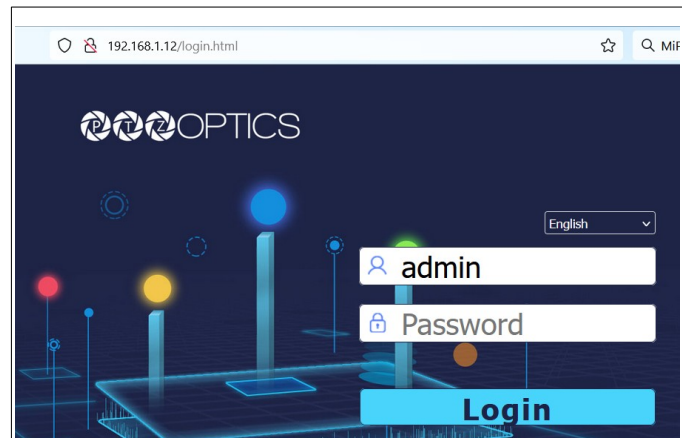 192.168.1.12/login.html
MiF
PTZOPTICS
English
admin
Password
Login